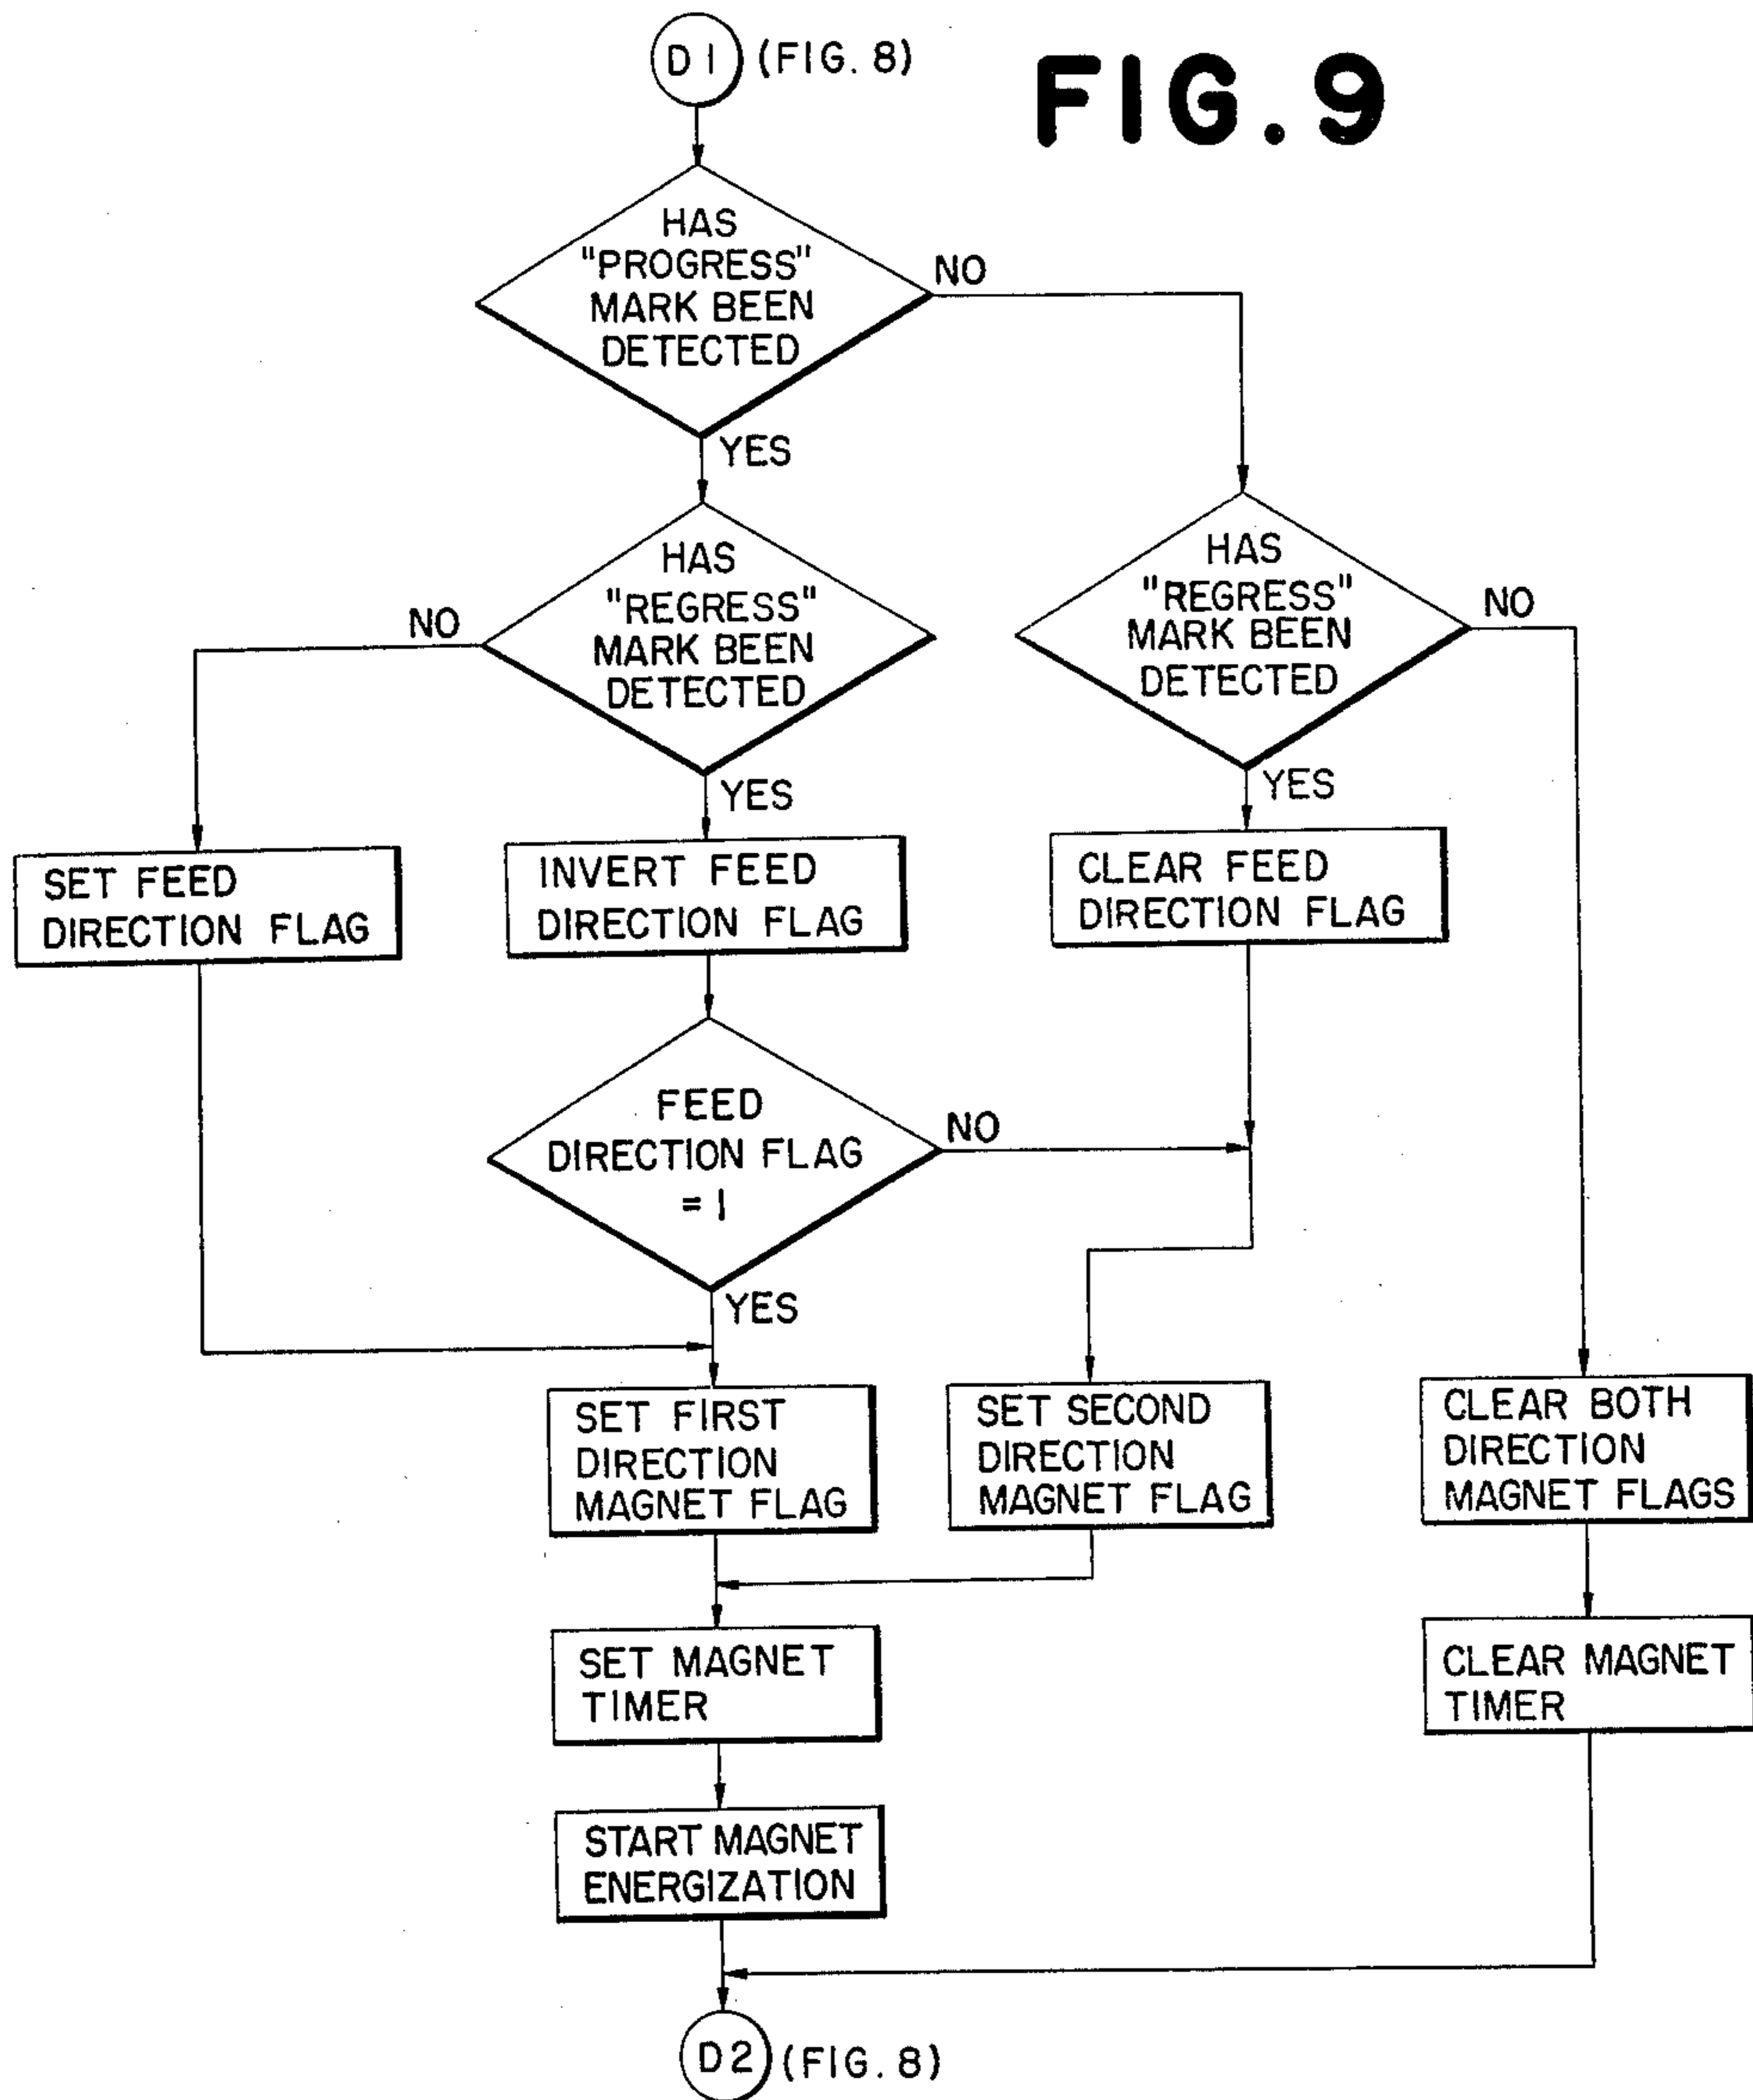 D1 (FIG. 8)
FIG. 9
HAS
"PROGRESS"
MARK BEEN
DETECTED
NO
YES
HAS
"REGRESS"
MARK BEEN
DETECTED
NO
YES
HAS
"REGRESS"
MARK BEEN
DETECTED
NO
YES
SET FEED
DIRECTION FLAG
INVERT FEED
DIRECTION FLAG
CLEAR FEED
DIRECTION FLAG
FEED
DIRECTION FLAG
= 1
NO
YES
SET FIRST
DIRECTION
MAGNET FLAG
SET SECOND
DIRECTION
MAGNET FLAG
CLEAR BOTH
DIRECTION
MAGNET FLAGS
SET MAGNET
TIMER
CLEAR MAGNET
TIMER
START MAGNET
ENERGIZATION
D2 (FIG. 8)